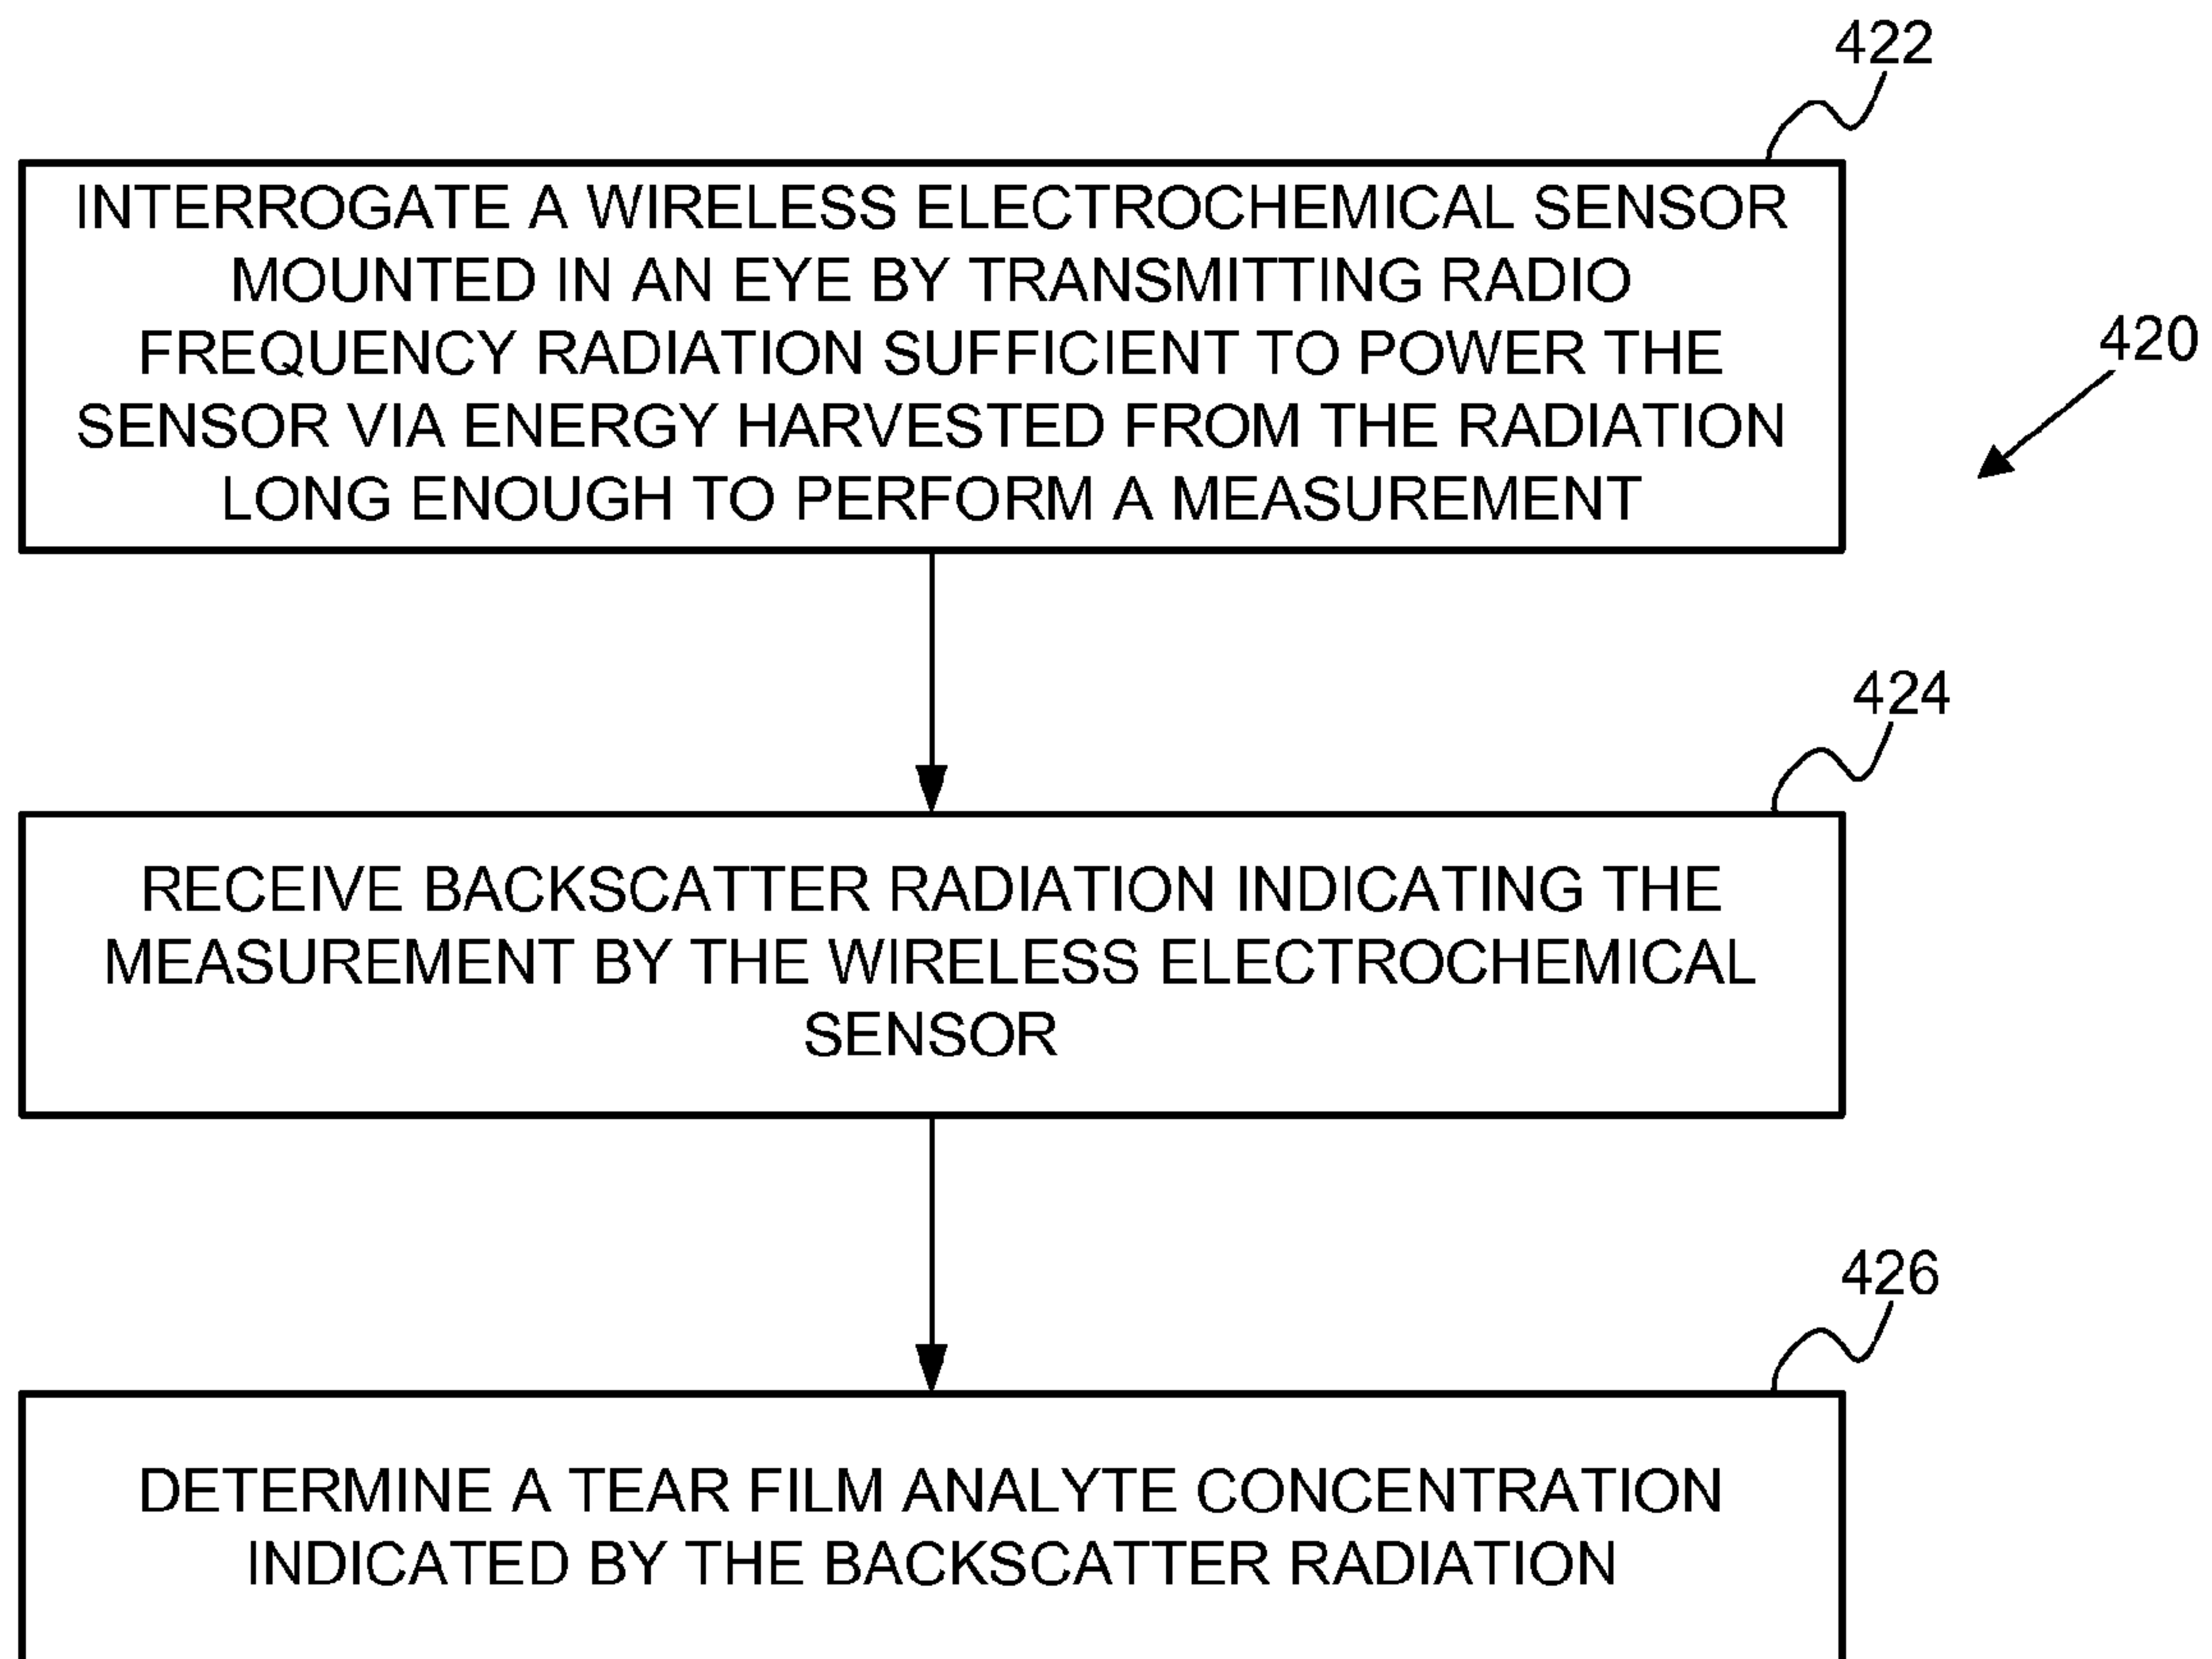 422
INTERROGATE A WIRELESS ELECTROCHEMICAL SENSOR
MOUNTED IN AN EYE BY TRANSMITTING RADIO
FREQUENCY RADIATION SUFFICIENT TO POWER THE
SENSOR VIA ENERGY HARVESTED FROM THE RADIATION
LONG ENOUGH TO PERFORM A MEASUREMENT
420
424
RECEIVE BACKSCATTER RADIATION INDICATING THE
MEASUREMENT BY THE WIRELESS ELECTROCHEMICAL
SENSOR
426
DETERMINE A TEAR FILM ANALYTE CONCENTRATION
INDICATED BY THE BACKSCATTER RADIATION